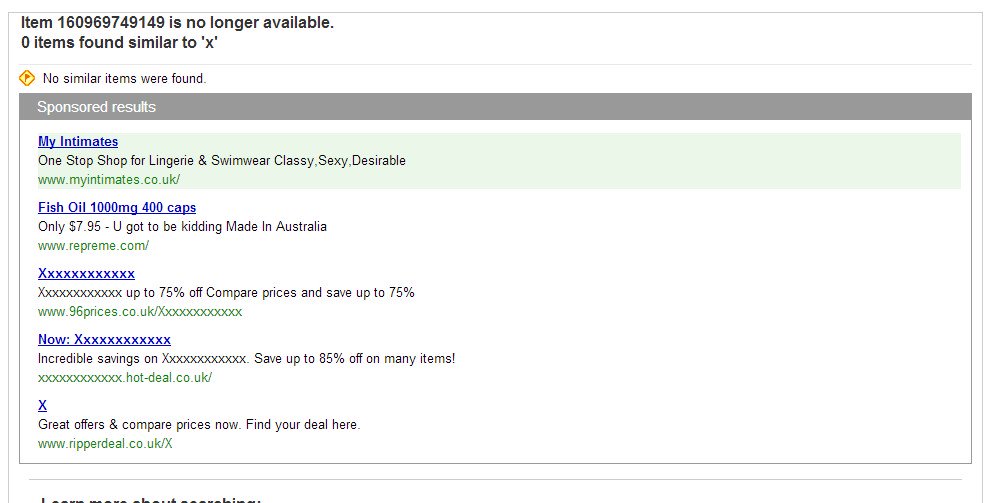 Item 160969749149 is no longer available.
0 items found similar to 'x'
No similar items were found.
Sponsored results
My Intimates
One Stop Shop for Lingerie & Swimwear Classy,Sexy,Desirable
www.myintimates.co.uk/
Fish Oil 1000mg 400 caps
Only $7.95 - U got to be kidding Made In Australia
www.repreme.com/
Xxxxxxxxxxxx
Xxxxxxxxxxxx up to 75% off Compare prices and save up to 75%
www.96prices.co.uk/Xxxxxxxxxxxx
Now: Xxxxxxxxxxxx
Incredible savings on Xxxxxxxxxxxx. Save up to 85% off on many items!
xxxxxxxxxxxx.hot-deal.co.uk/
X
Great offers & compare prices now. Find your deal here.
www.ripperdeal.co.uk/X
Learn more about searching: